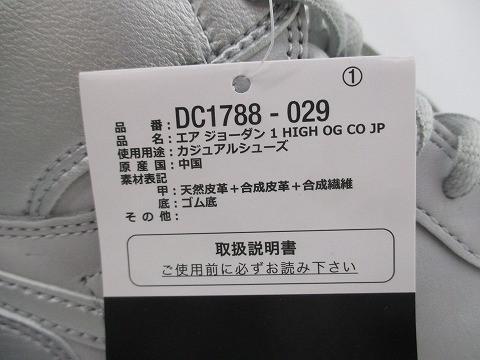 ①
品番：DC1788 - 029
品名：エア ジョーダン 1 HIGH OG CO JP
使用用途：カジュアルシューズ
原産国：中国
素材表記
甲：天然皮革＋合成皮革＋合成繊維
底：ゴム底
その他：
取扱説明書
ご使用前に必ずお読み下さい